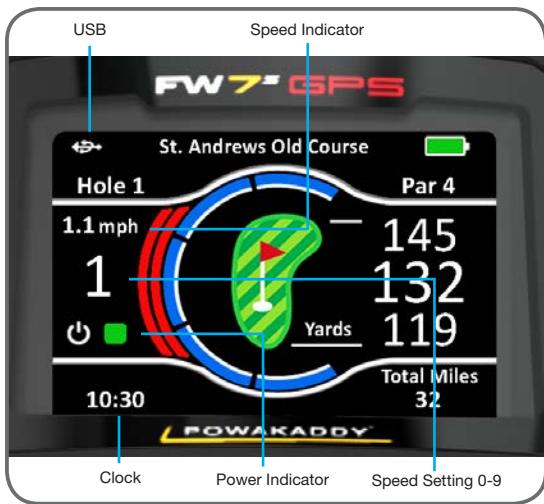 USB
Speed Indicator
FW7s GPS
St. Andrews Old Course
Hole 1
Par 4
1.1 mph
145
1
132
Yards
119
10:30
Total Miles
32
POWAKADDY
Clock
Power Indicator
Speed Setting 0-9